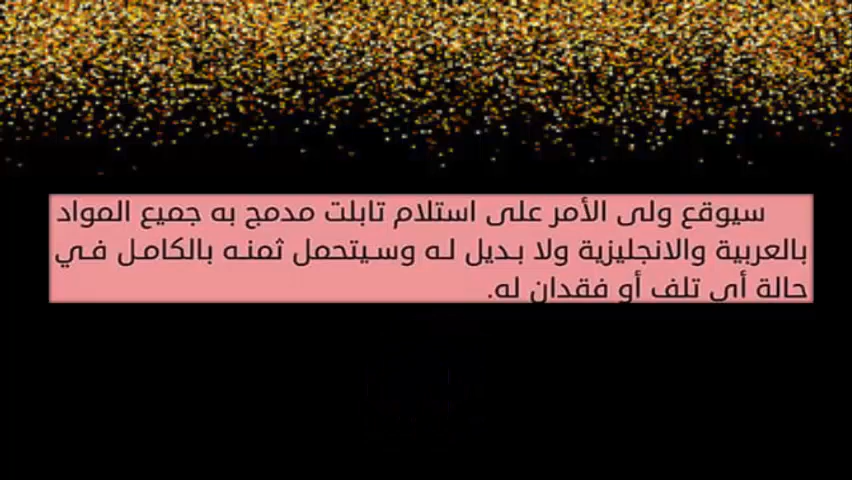 سيوقع ولى الأمر على استلام تابلت مدمج به جميع المواد
بالعربية والانجليزية ولا بديل له وسيتحمل ثمنه بالكامل في
حالة أي تلف أو فقدان له.